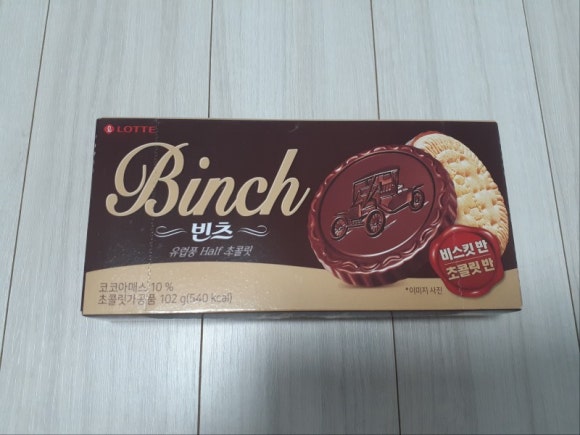 LOTTE
Binch
빈츠
유럽풍 Half 초콜릿
코코아매스 10 %
초콜릿가공품 102 g(540 kcal)
비스킷 반
조콜릿 반
*이미지 사진